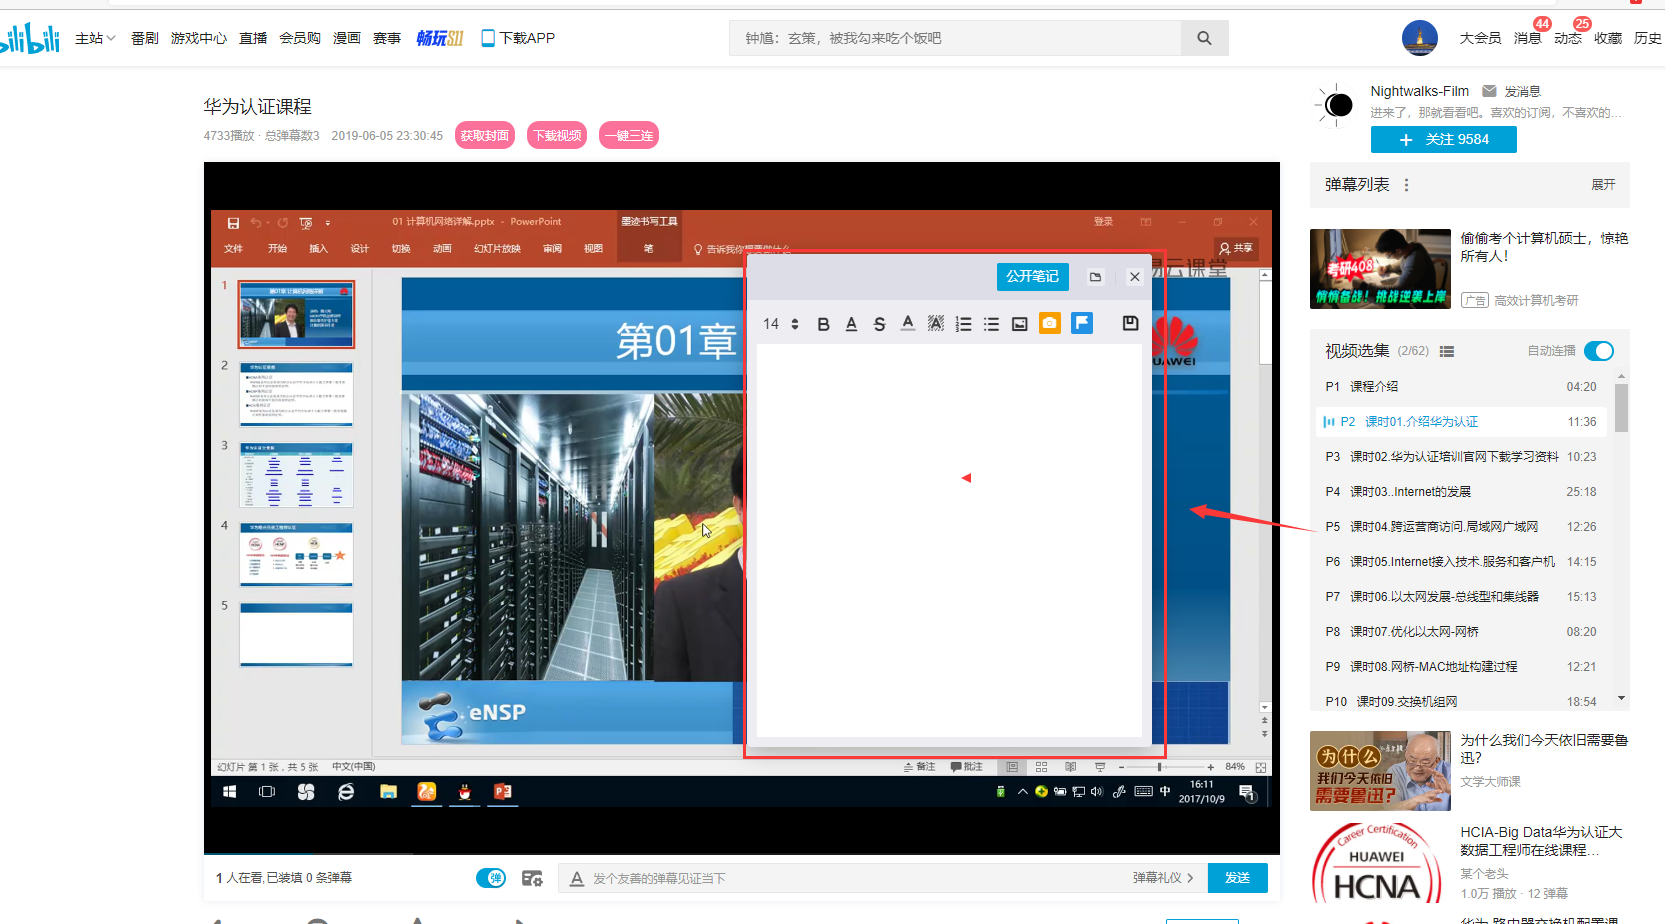 bilibili 主站 番剧 游戏中心 直播 会员购 漫画 赛事 畅玩S11 下载APP
钟馗：玄策，被我勾来吃个饭吧
大会员 消息 44 动态 25 收藏 历史
华为认证课程
4733播放 · 总弹幕数3 2019-06-05 23:30:45 获取封面 下载视频 一键三连
01 计算机网络详解.pptx - PowerPoint 墨迹书写工具 登录
文件 开始 插入 设计 切换 动画 幻灯片放映 审阅 视图 笔 告诉我你想要做什么 共享
易云课堂
1
第01章 计算机网络详解
2
3
4
5
第01章
HUAWEI
eNSP
公开笔记
14 B A S A A
幻灯片 第 1 张，共 5 张 中文(中国) 备注 批注 84%
中 16:11
2017/10/9 1
1 人在看,已装填 0 条弹幕 弹 A 发个友善的弹幕见证当下 弹幕礼仪 发送
Nightwalks-Film 发消息
进来了，那就看看吧。喜欢的订阅，不喜欢的...
+ 关注 9584
弹幕列表 展开
考研408
悄悄备战！挑战逆袭上岸
偷偷考个计算机硕士，惊艳
所有人！
广告 高效计算机考研
视频选集 (2/62) 自动连播
P1 课程介绍 04:20
P2 课时01.介绍华为认证 11:36
P3 课时02.华为认证培训官网下载学习资料 10:23
P4 课时03..Internet的发展 25:18
P5 课时04.跨运营商访问.局域网广域网 12:26
P6 课时05.Internet接入技术.服务和客户机 14:15
P7 课时06.以太网发展-总线型和集线器 15:13
P8 课时07.优化以太网-网桥 08:20
P9 课时08.网桥-MAC地址构建过程 12:21
P10 课时09.交换机组网 18:54
为什么
我们今天依旧
需要鲁迅?
为什么我们今天依旧需要鲁
迅?
文学大师课
Career Certification
HUAWEI
HCNA
HCIA-Big Data华为认证大
数据工程师在线课程...
某个老头
1.0万 播放 · 12 弹幕